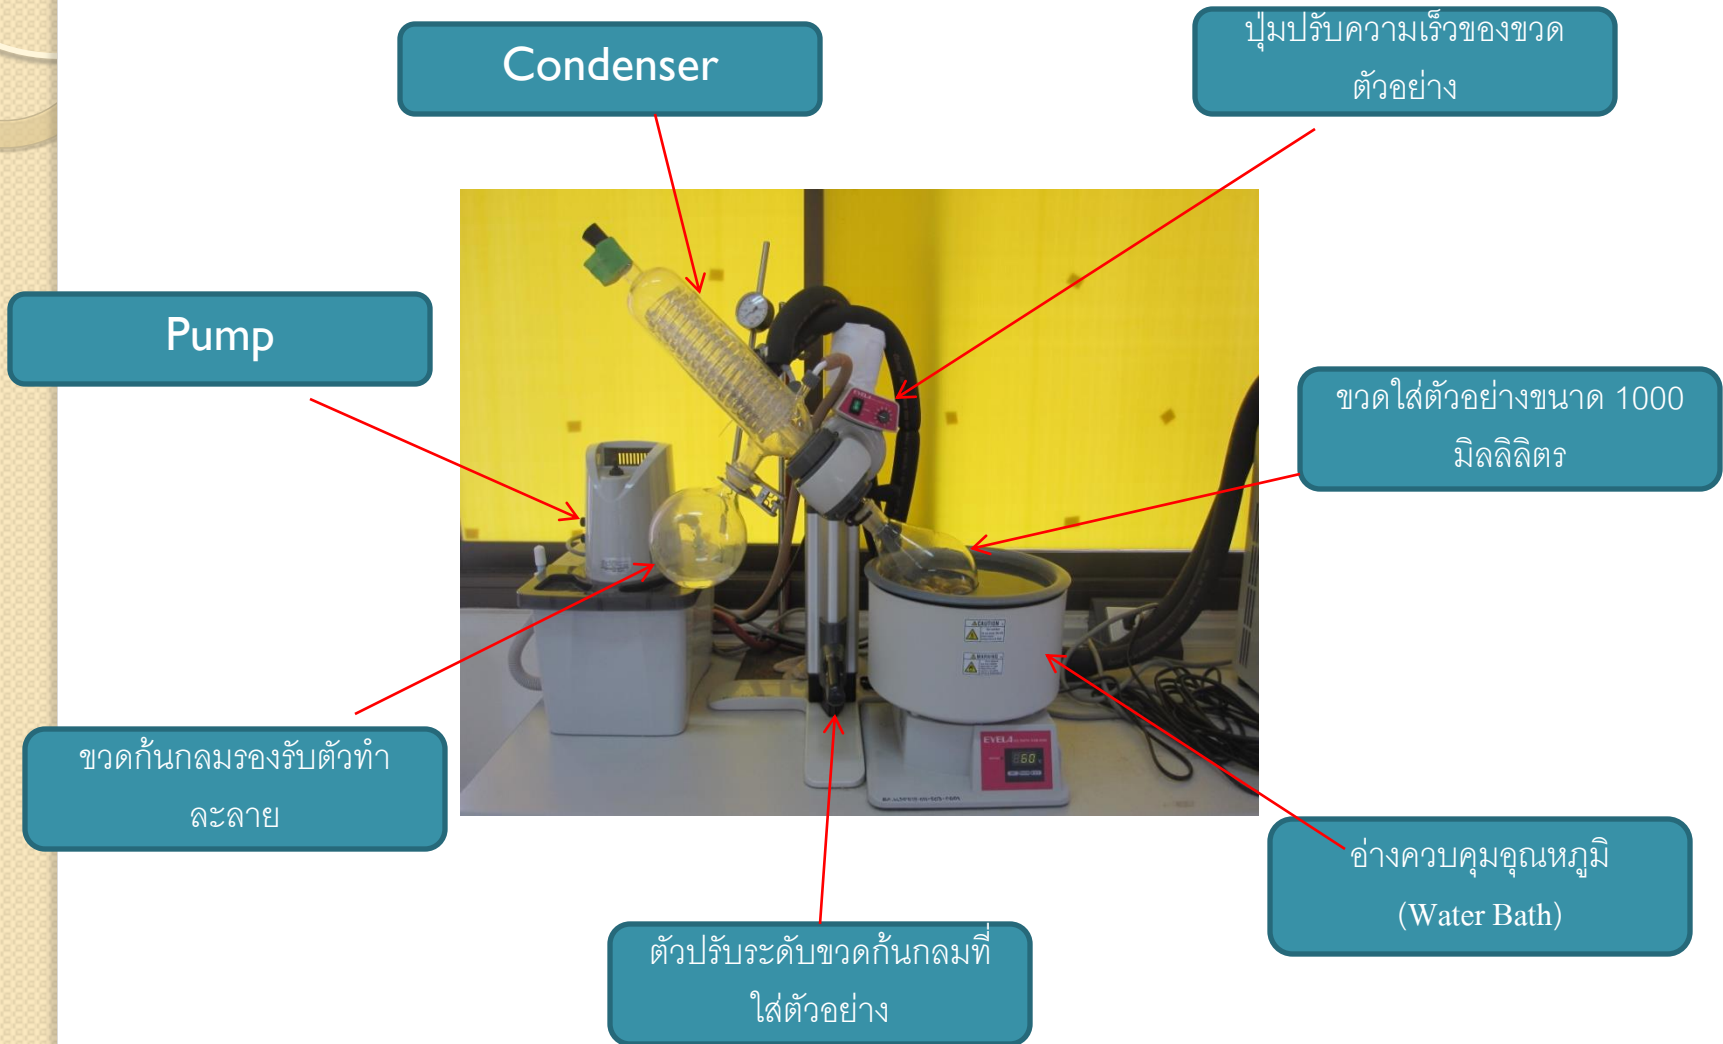 Condenser
ปุ่มปรับความเร็วของขวด
ตัวอย่าง
Pump
ขวดใส่ตัวอย่างขนาด 1000
มิลลิลิตร
EYELA
CAUTION
WARNING
EYELA
60
ขวดก้นกลมรองรับตัวทำ
ละลาย
อ่างควบคุมอุณหภูมิ
(Water Bath)
ตัวปรับระดับขวดก้นกลมที่
ใส่ตัวอย่าง